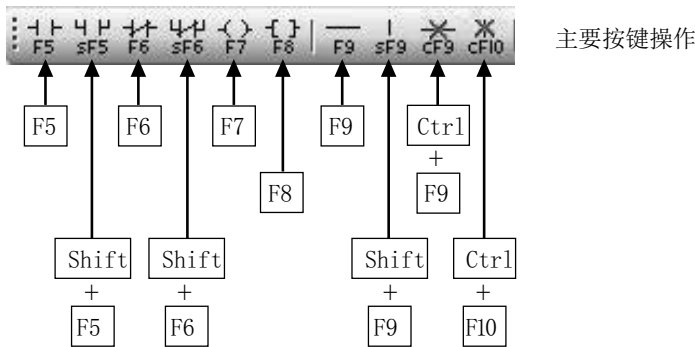 F5 sF5 F6 sF6 F7 F8 F9 sF9 cF9 cF10
主要按键操作
F5 F6 F7 F9 Ctrl
+
F8 F9
Shift Shift Shift Ctrl
+ + + +
F5 F6 F9 F10